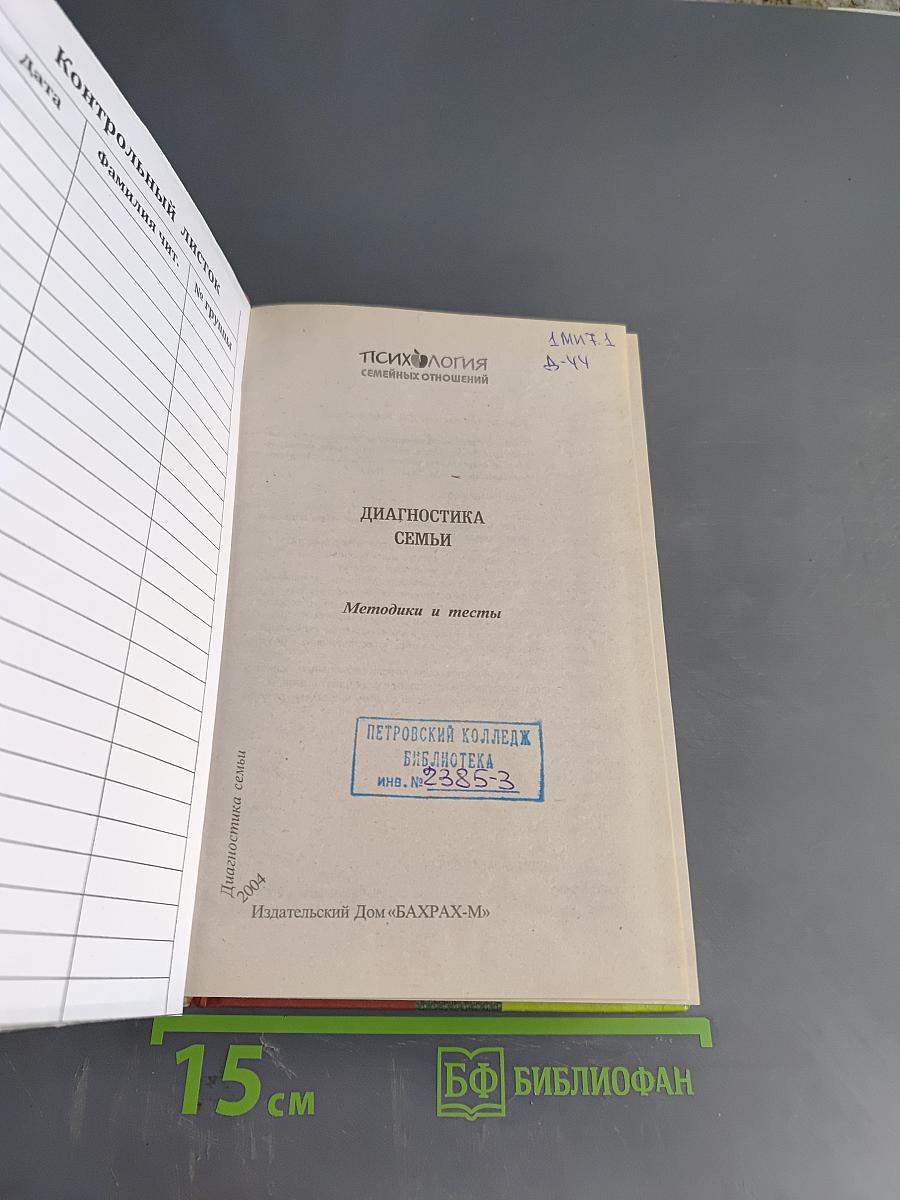 Контрольный листок
Дата
Фамилия чит.
№ группы
ПСИХОЛОГИЯ
СЕМЕЙНЫХ ОТНОШЕНИЙ
1МИ7.1
Д-44
ДИАГНОСТИКА
СЕМЬИ
Методики и тесты
ПЕТРОВСКИЙ КОЛЛЕДЖ
БИБЛИОТЕКА
ИНВ. № 2385-3
Диагностика семьи
2004
Издательский Дом «БАХРАХ-М»
15 см
БФ БИБЛИОФАН